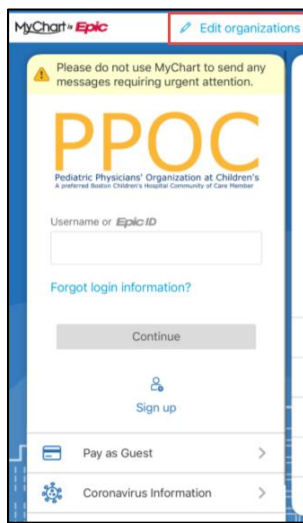 MyChart by Epic
Edit organizations
Please do not use MyChart to send any
messages requiring urgent attention.
PPOC
Pediatric Physicians' Organization at Children's
A preferred Boston Children's Hospital Community of Care Member
Username or Epic ID
Forgot login information?
Continue
Sign up
Pay as Guest
Coronavirus Information